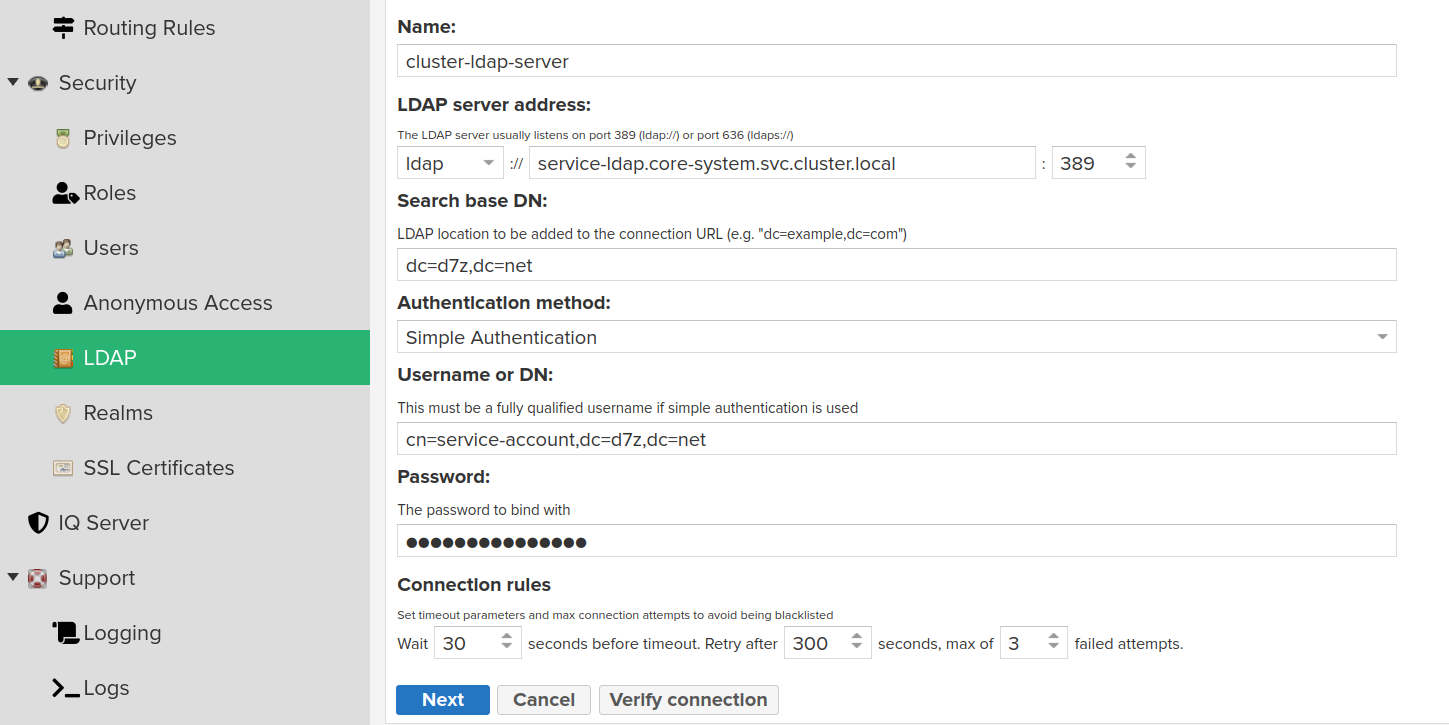 Routing Rules
Security
Privileges
Roles
Users
Anonymous Access
LDAP
Realms
SSL Certificates
IQ Server
Support
Logging
Logs
Name:
cluster-ldap-server
LDAP server address:
The LDAP server usually listens on port 389 (ldap://) or port 636 (ldaps://)
ldap :// service-ldap.core-system.svc.cluster.local : 389
Search base DN:
LDAP location to be added to the connection URL (e.g. "dc=example,dc=com")
dc=d7z,dc=net
Authentication method:
Simple Authentication
Username or DN:
This must be a fully qualified username if simple authentication is used
cn=service-account,dc=d7z,dc=net
Password:
The password to bind with
●●●●●●●●●●●●●●●
Connection rules
Set timeout parameters and max connection attempts to avoid being blacklisted
Wait 30 seconds before timeout. Retry after 300 seconds, max of 3 failed attempts.
Next Cancel Verify connection